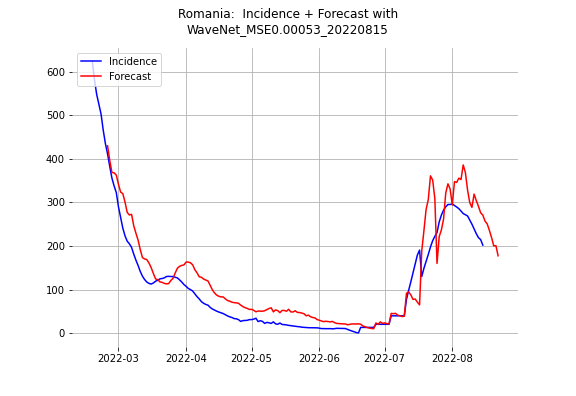 Romania:  Incidence + Forecast with
WaveNet_MSE0.00053_20220815
Incidence
Forecast
600
500
400
300
200
100
0
2022-03 2022-04 2022-05 2022-06 2022-07 2022-08